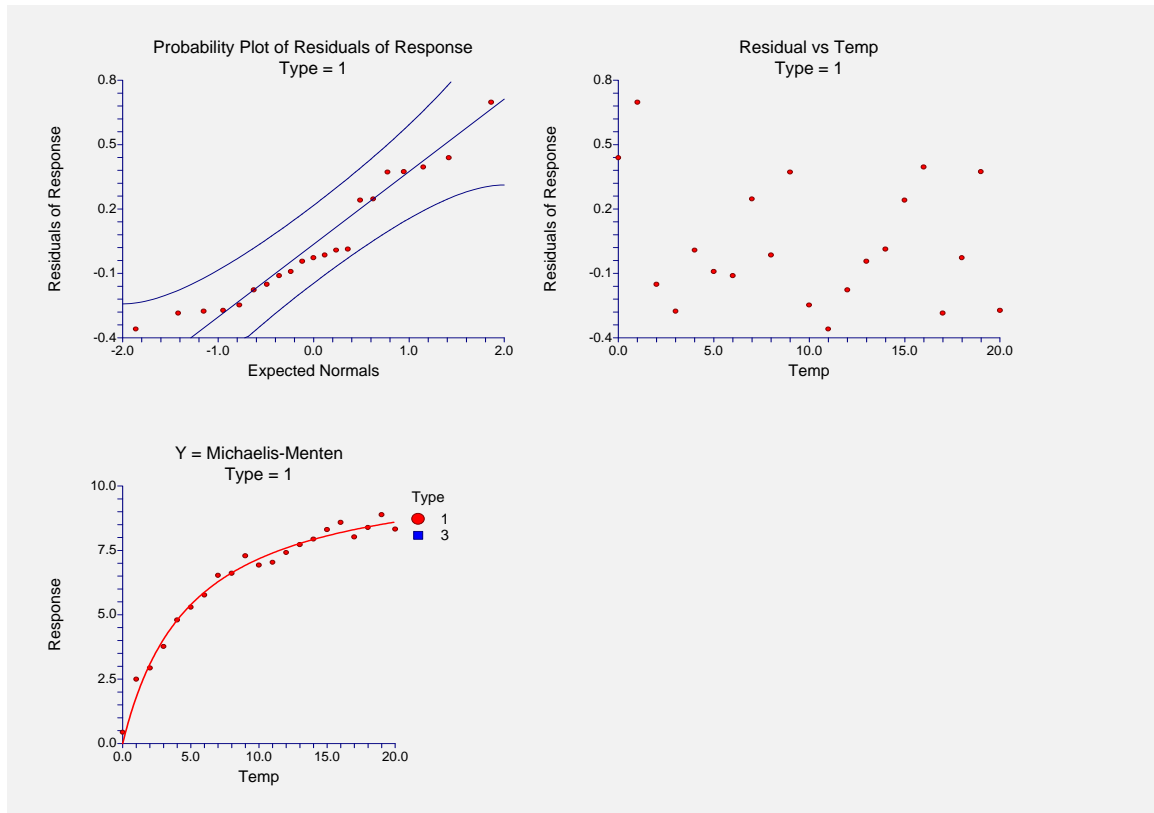 Probability Plot of Residuals of Response
Type = 1
0.8
0.5
0.2
-0.1
-0.4
Residuals of Response
-2.0 -1.0 0.0 1.0 2.0
Expected Normals
Residual vs Temp
Type = 1
0.8
0.5
0.2
-0.1
-0.4
Residuals of Response
0.0 5.0 10.0 15.0 20.0
Temp
Y = Michaelis-Menten
Type = 1
10.0
7.5
5.0
2.5
0.0
Response
0.0 5.0 10.0 15.0 20.0
Temp
Type
1
3